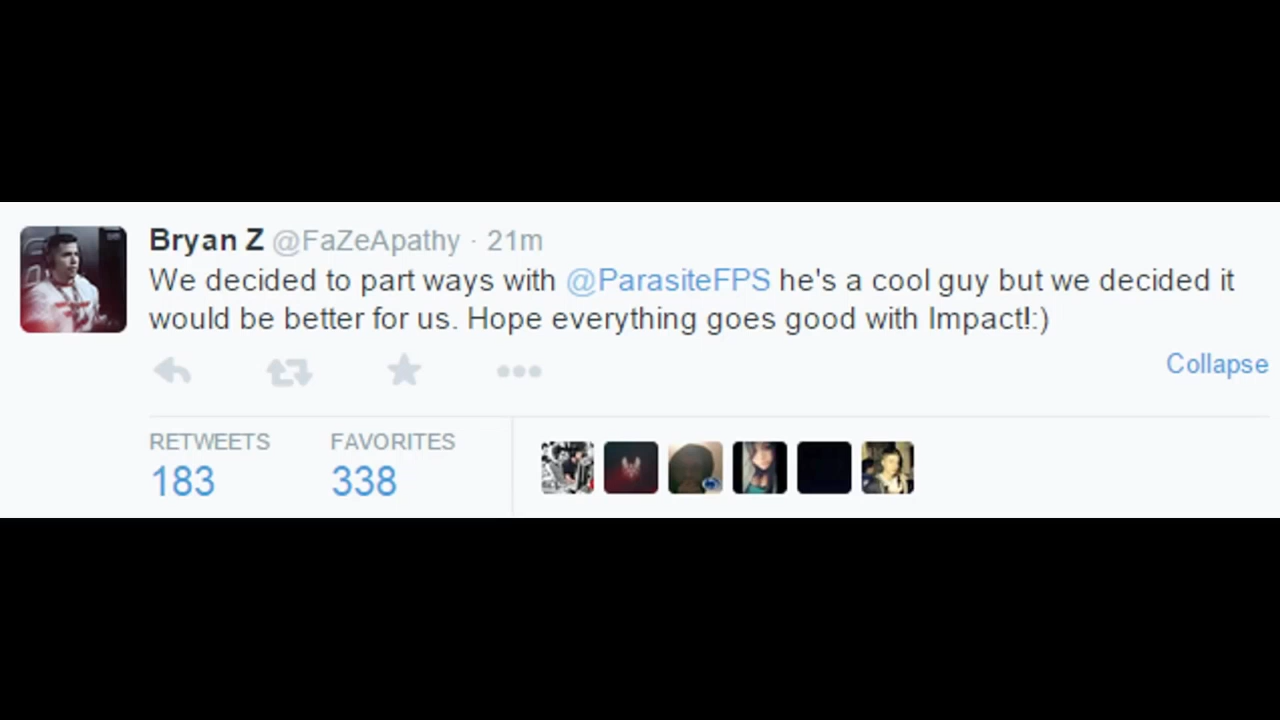 Bryan Z @FaZeApathy · 21m
We decided to part ways with @ParasiteFPS he's a cool guy but we decided it
would be better for us. Hope everything goes good with Impact!:)
Collapse
RETWEETS FAVORITES
183 338